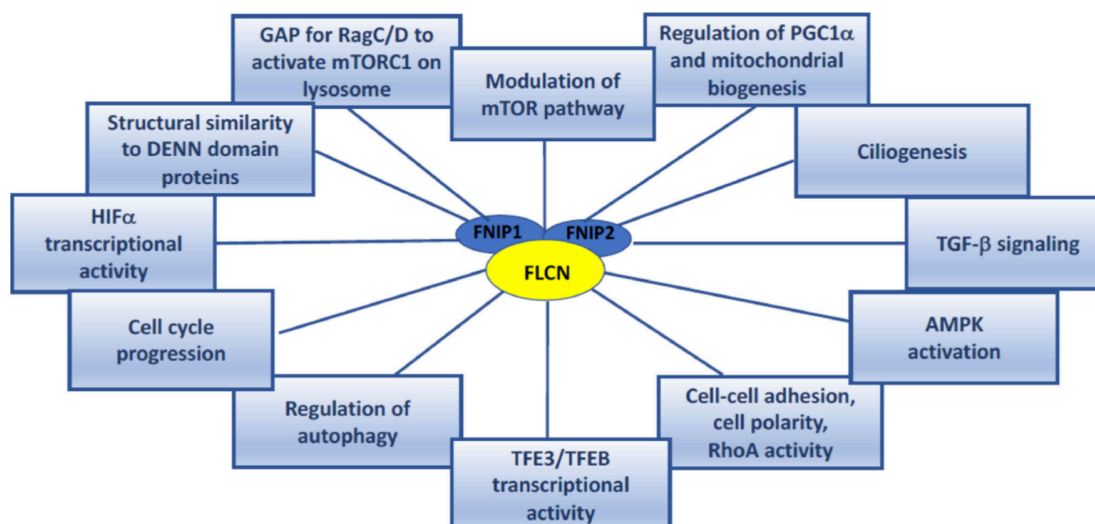 GAP for RagC/D to
activate mTORC1 on
lysosome
Modulation of
mTOR pathway
Regulation of PGC1α
and mitochondrial
biogenesis
Structural similarity
to DENN domain
proteins
Ciliogenesis
HIFα
transcriptional
activity
FNIP1
FNIP2
FLCN
TGF-β signaling
Cell cycle
progression
AMPK
activation
Regulation of
autophagy
Cell-cell adhesion,
cell polarity,
RhoA activity
TFE3/TFEB
transcriptional
activity